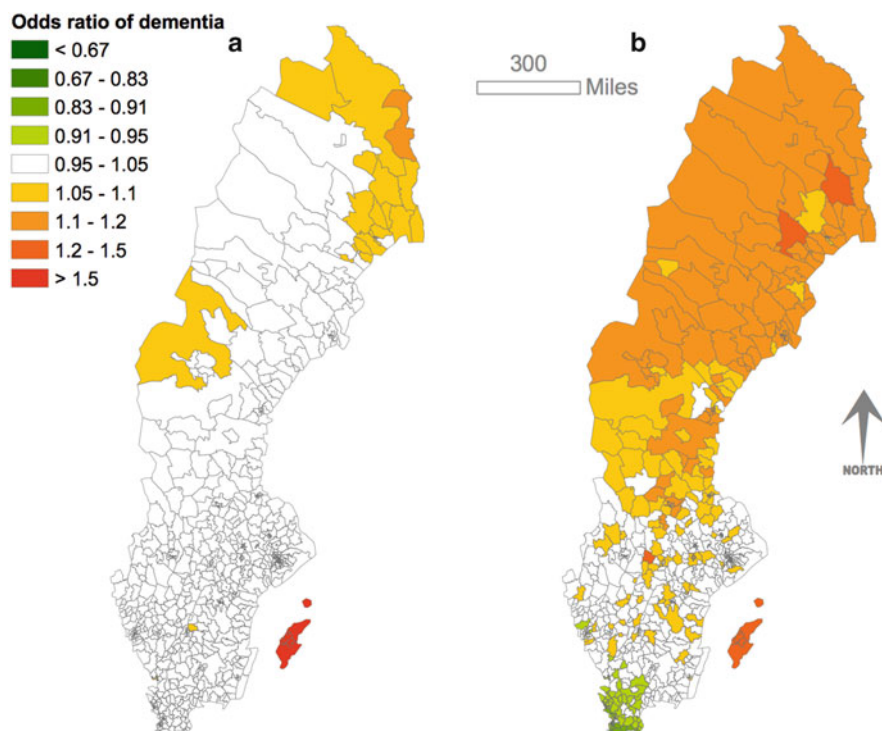 Odds ratio of dementia
< 0.67
0.67 - 0.83
0.83 - 0.91
0.91 - 0.95
0.95 - 1.05
1.05 - 1.1
1.1 - 1.2
1.2 - 1.5
> 1.5
a
b
300
Miles
NORTH